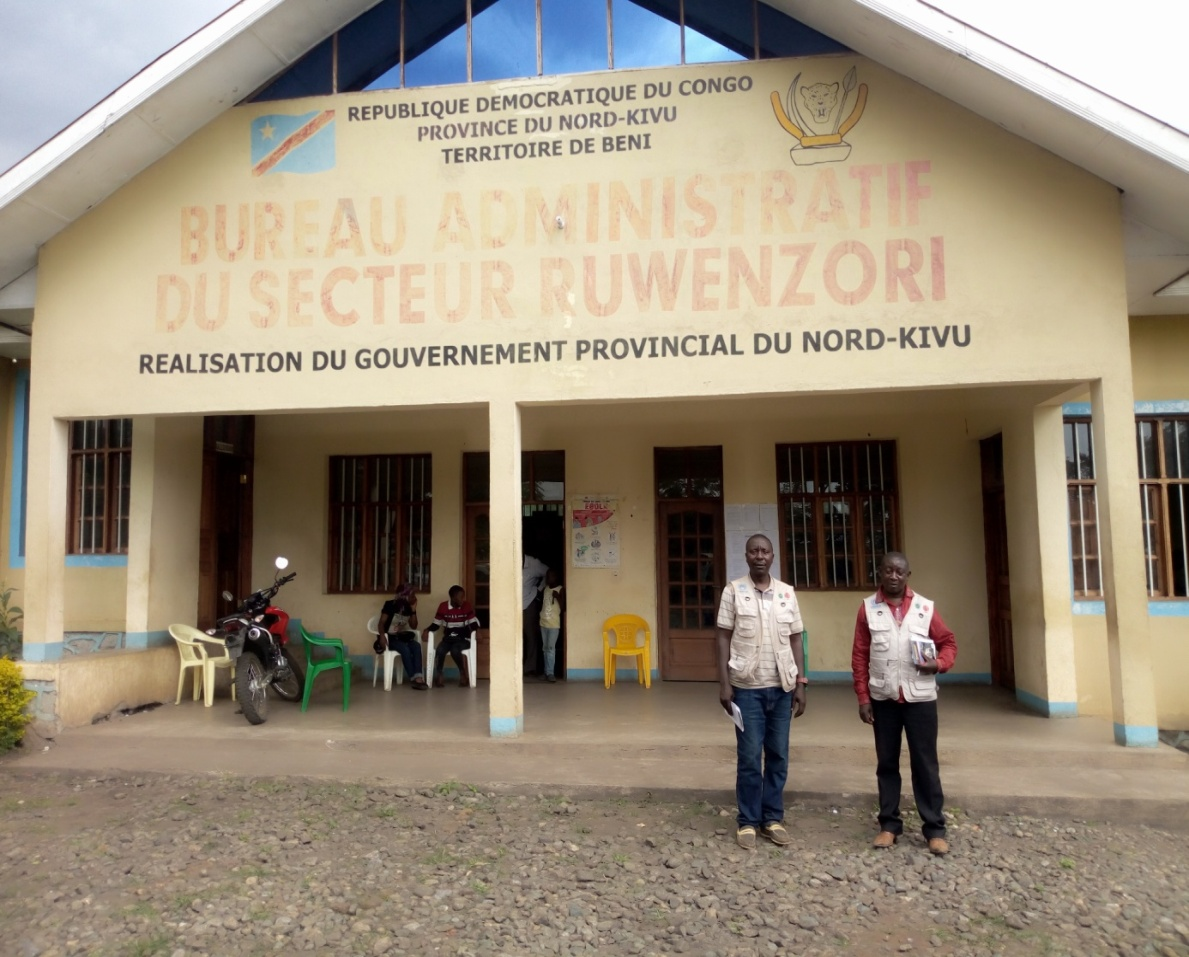 REPUBLIQUE DEMOCRATIQUE DU CONGO
PROVINCE DU NORD-KIVU
TERRITOIRE DE BENI
BUREAU ADMINISTRATIF
DU SECTEUR RUWENZORI
REALISATION DU GOUVERNEMENT PROVINCIAL DU NORD-KIVU
EBOLA